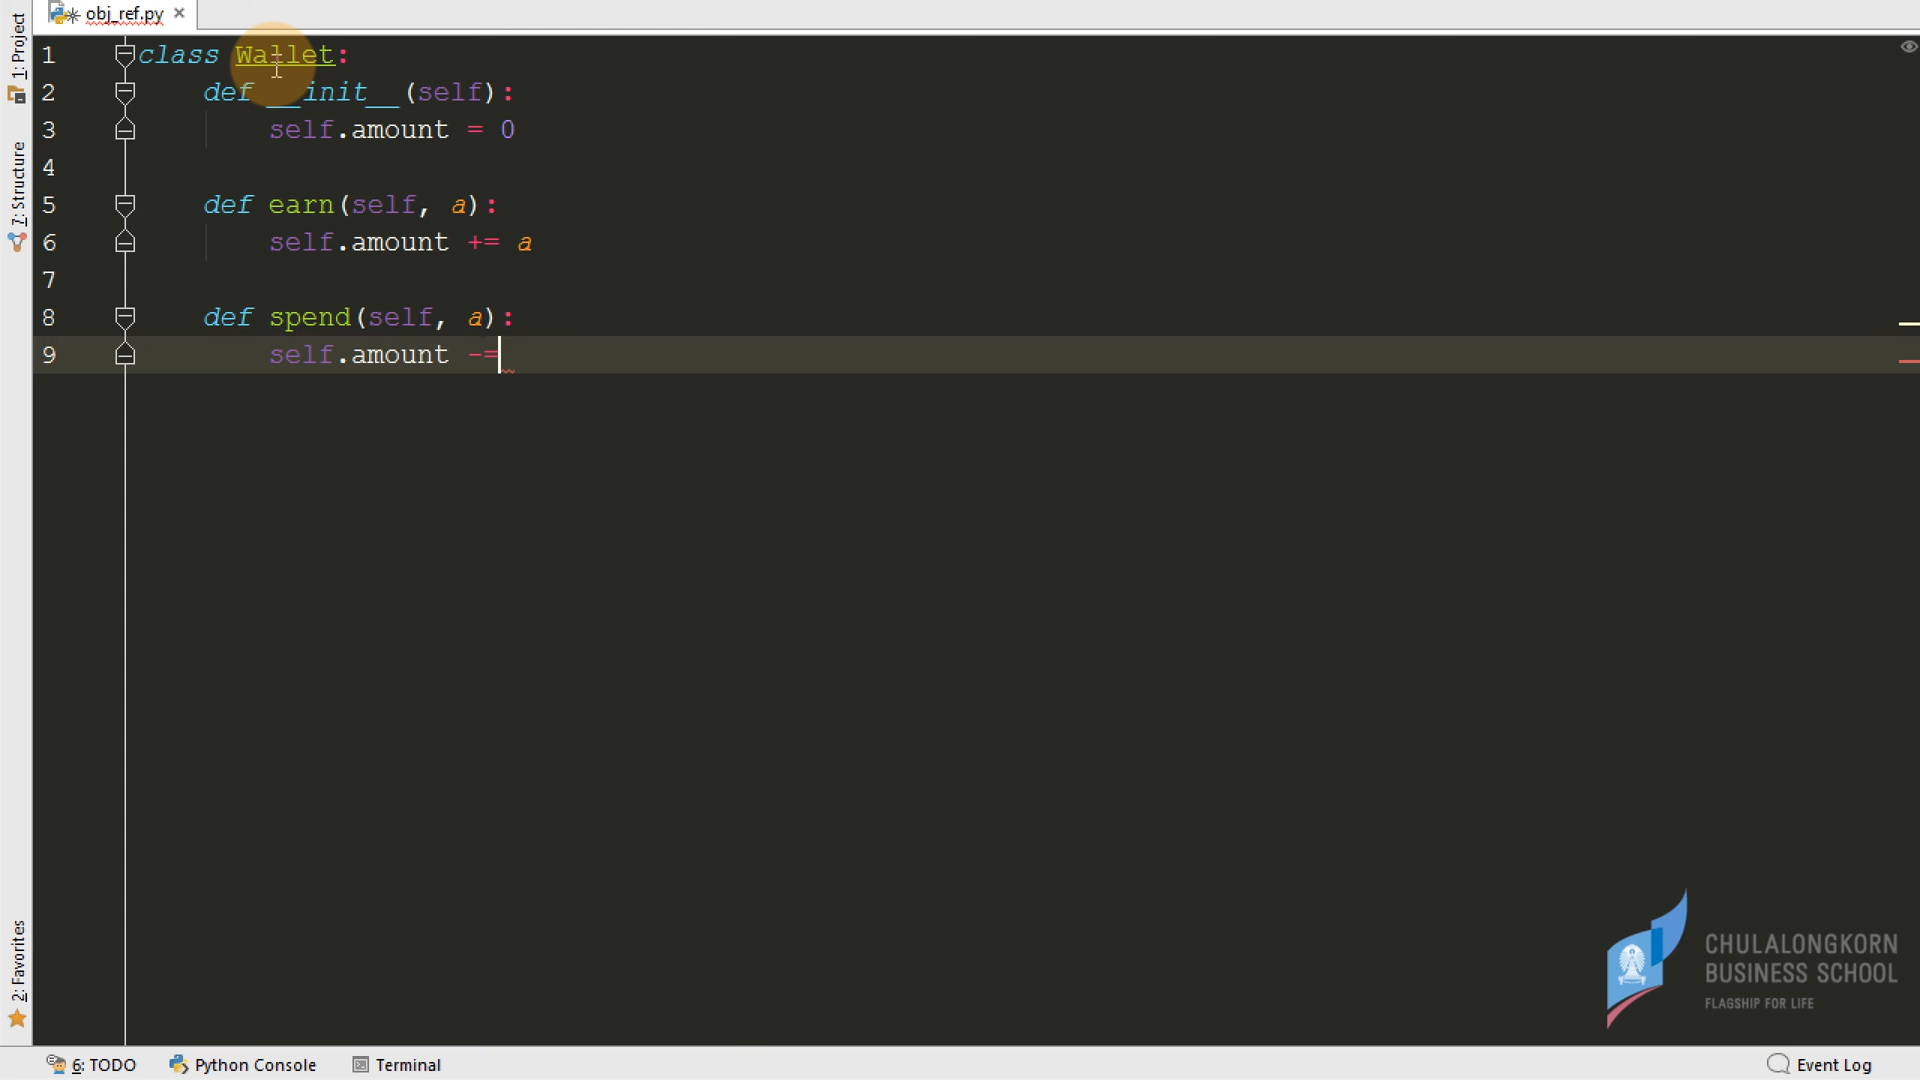 obj_ref.py
1: Project
7: Structure
2: Favorites
1 class Wallet:
2 def __init__(self):
3 self.amount = 0
4
5 def earn(self, a):
6 self.amount += a
7
8 def spend(self, a):
9 self.amount -=
CHULALONGKORN
BUSINESS SCHOOL
FLAGSHIP FOR LIFE
6: TODO Python Console Terminal Event Log